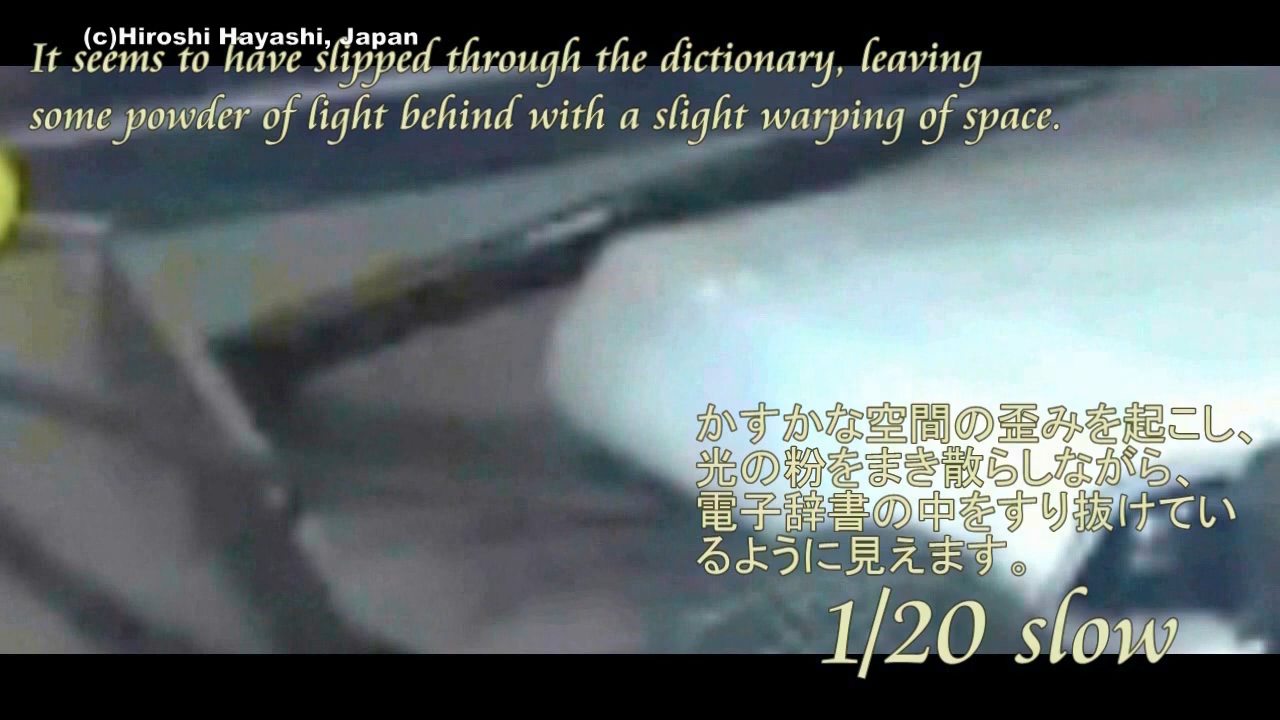 (c)Hiroshi Hayashi, Japan
It seems to have slipped through the dictionary, leaving
some powder of light behind with a slight warping of space.
かすかな空間の歪みを起こし、
光の粉をまき散らしながら、
電子辞書の中をすり抜けてい
るように見えます。
1/20 slow